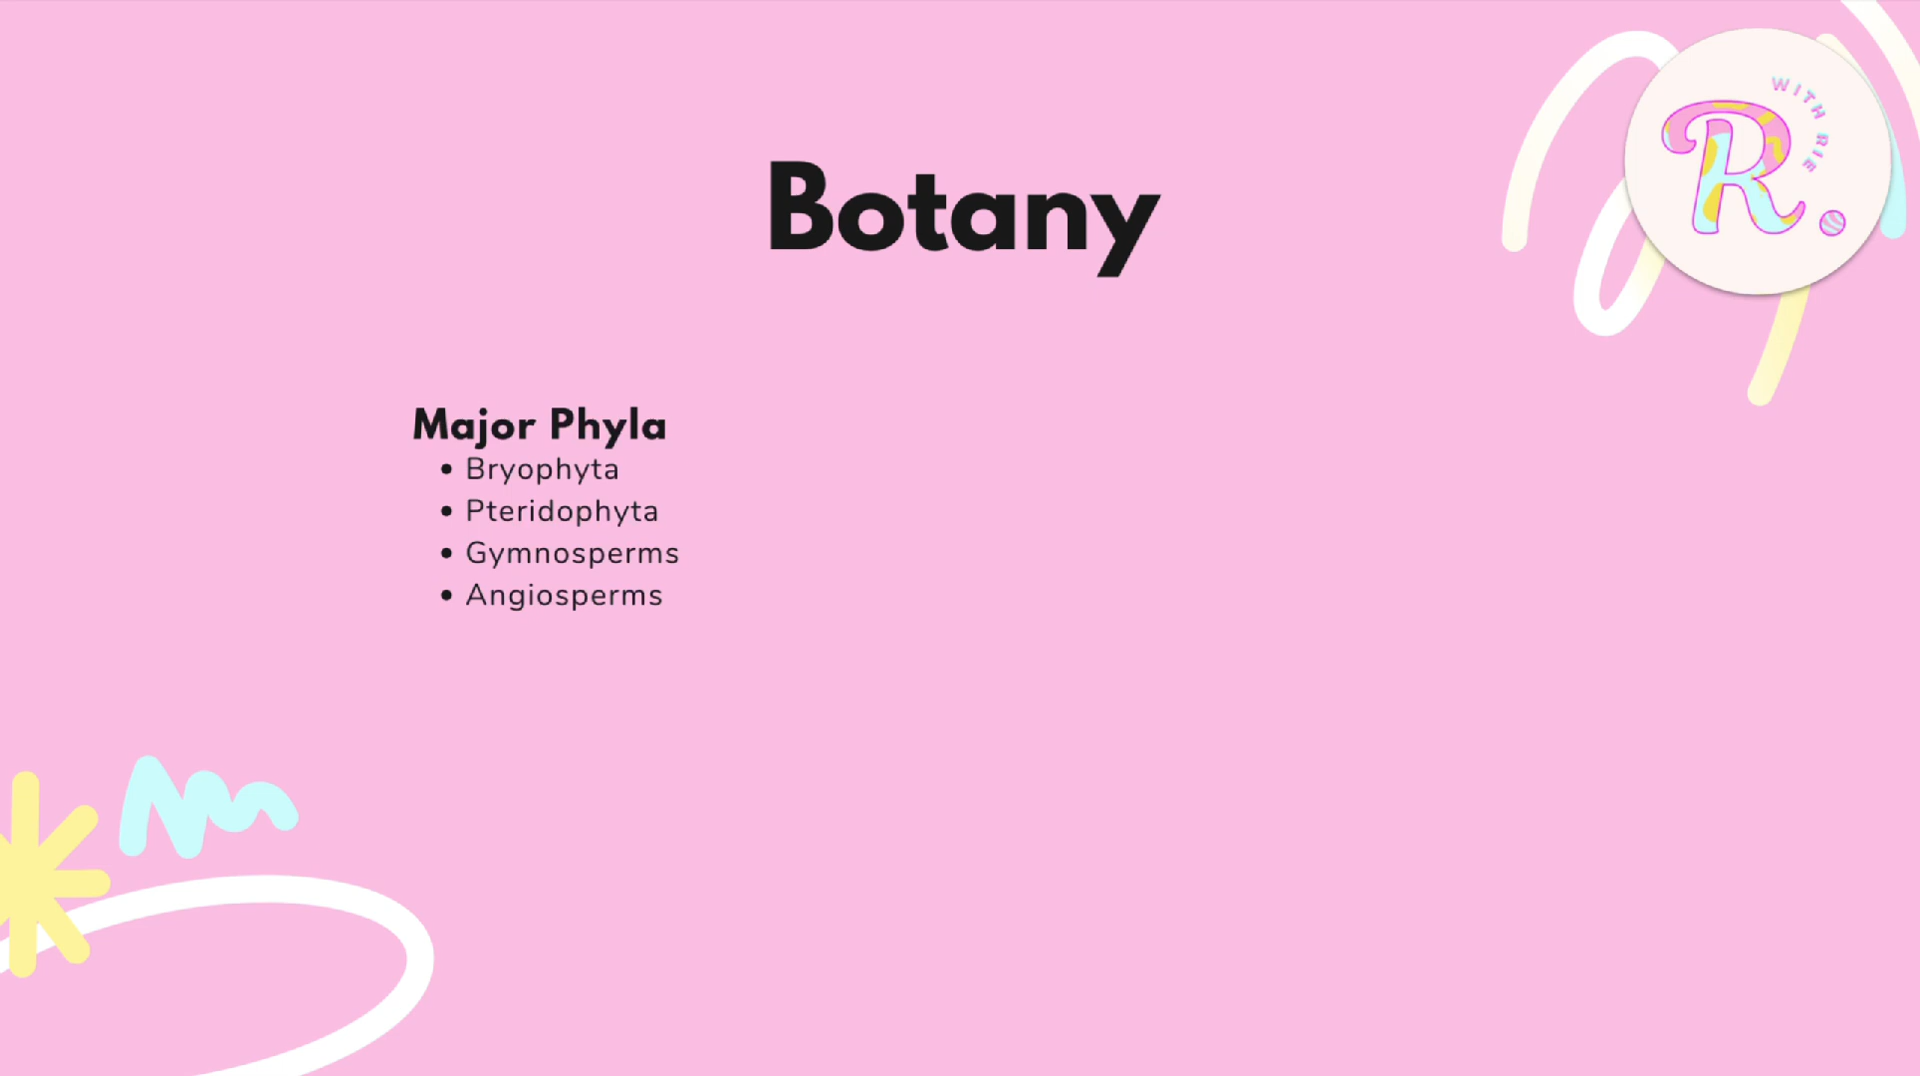 WITH RIE
R.
Botany
Major Phyla
• Bryophyta
• Pteridophyta
• Gymnosperms
• Angiosperms